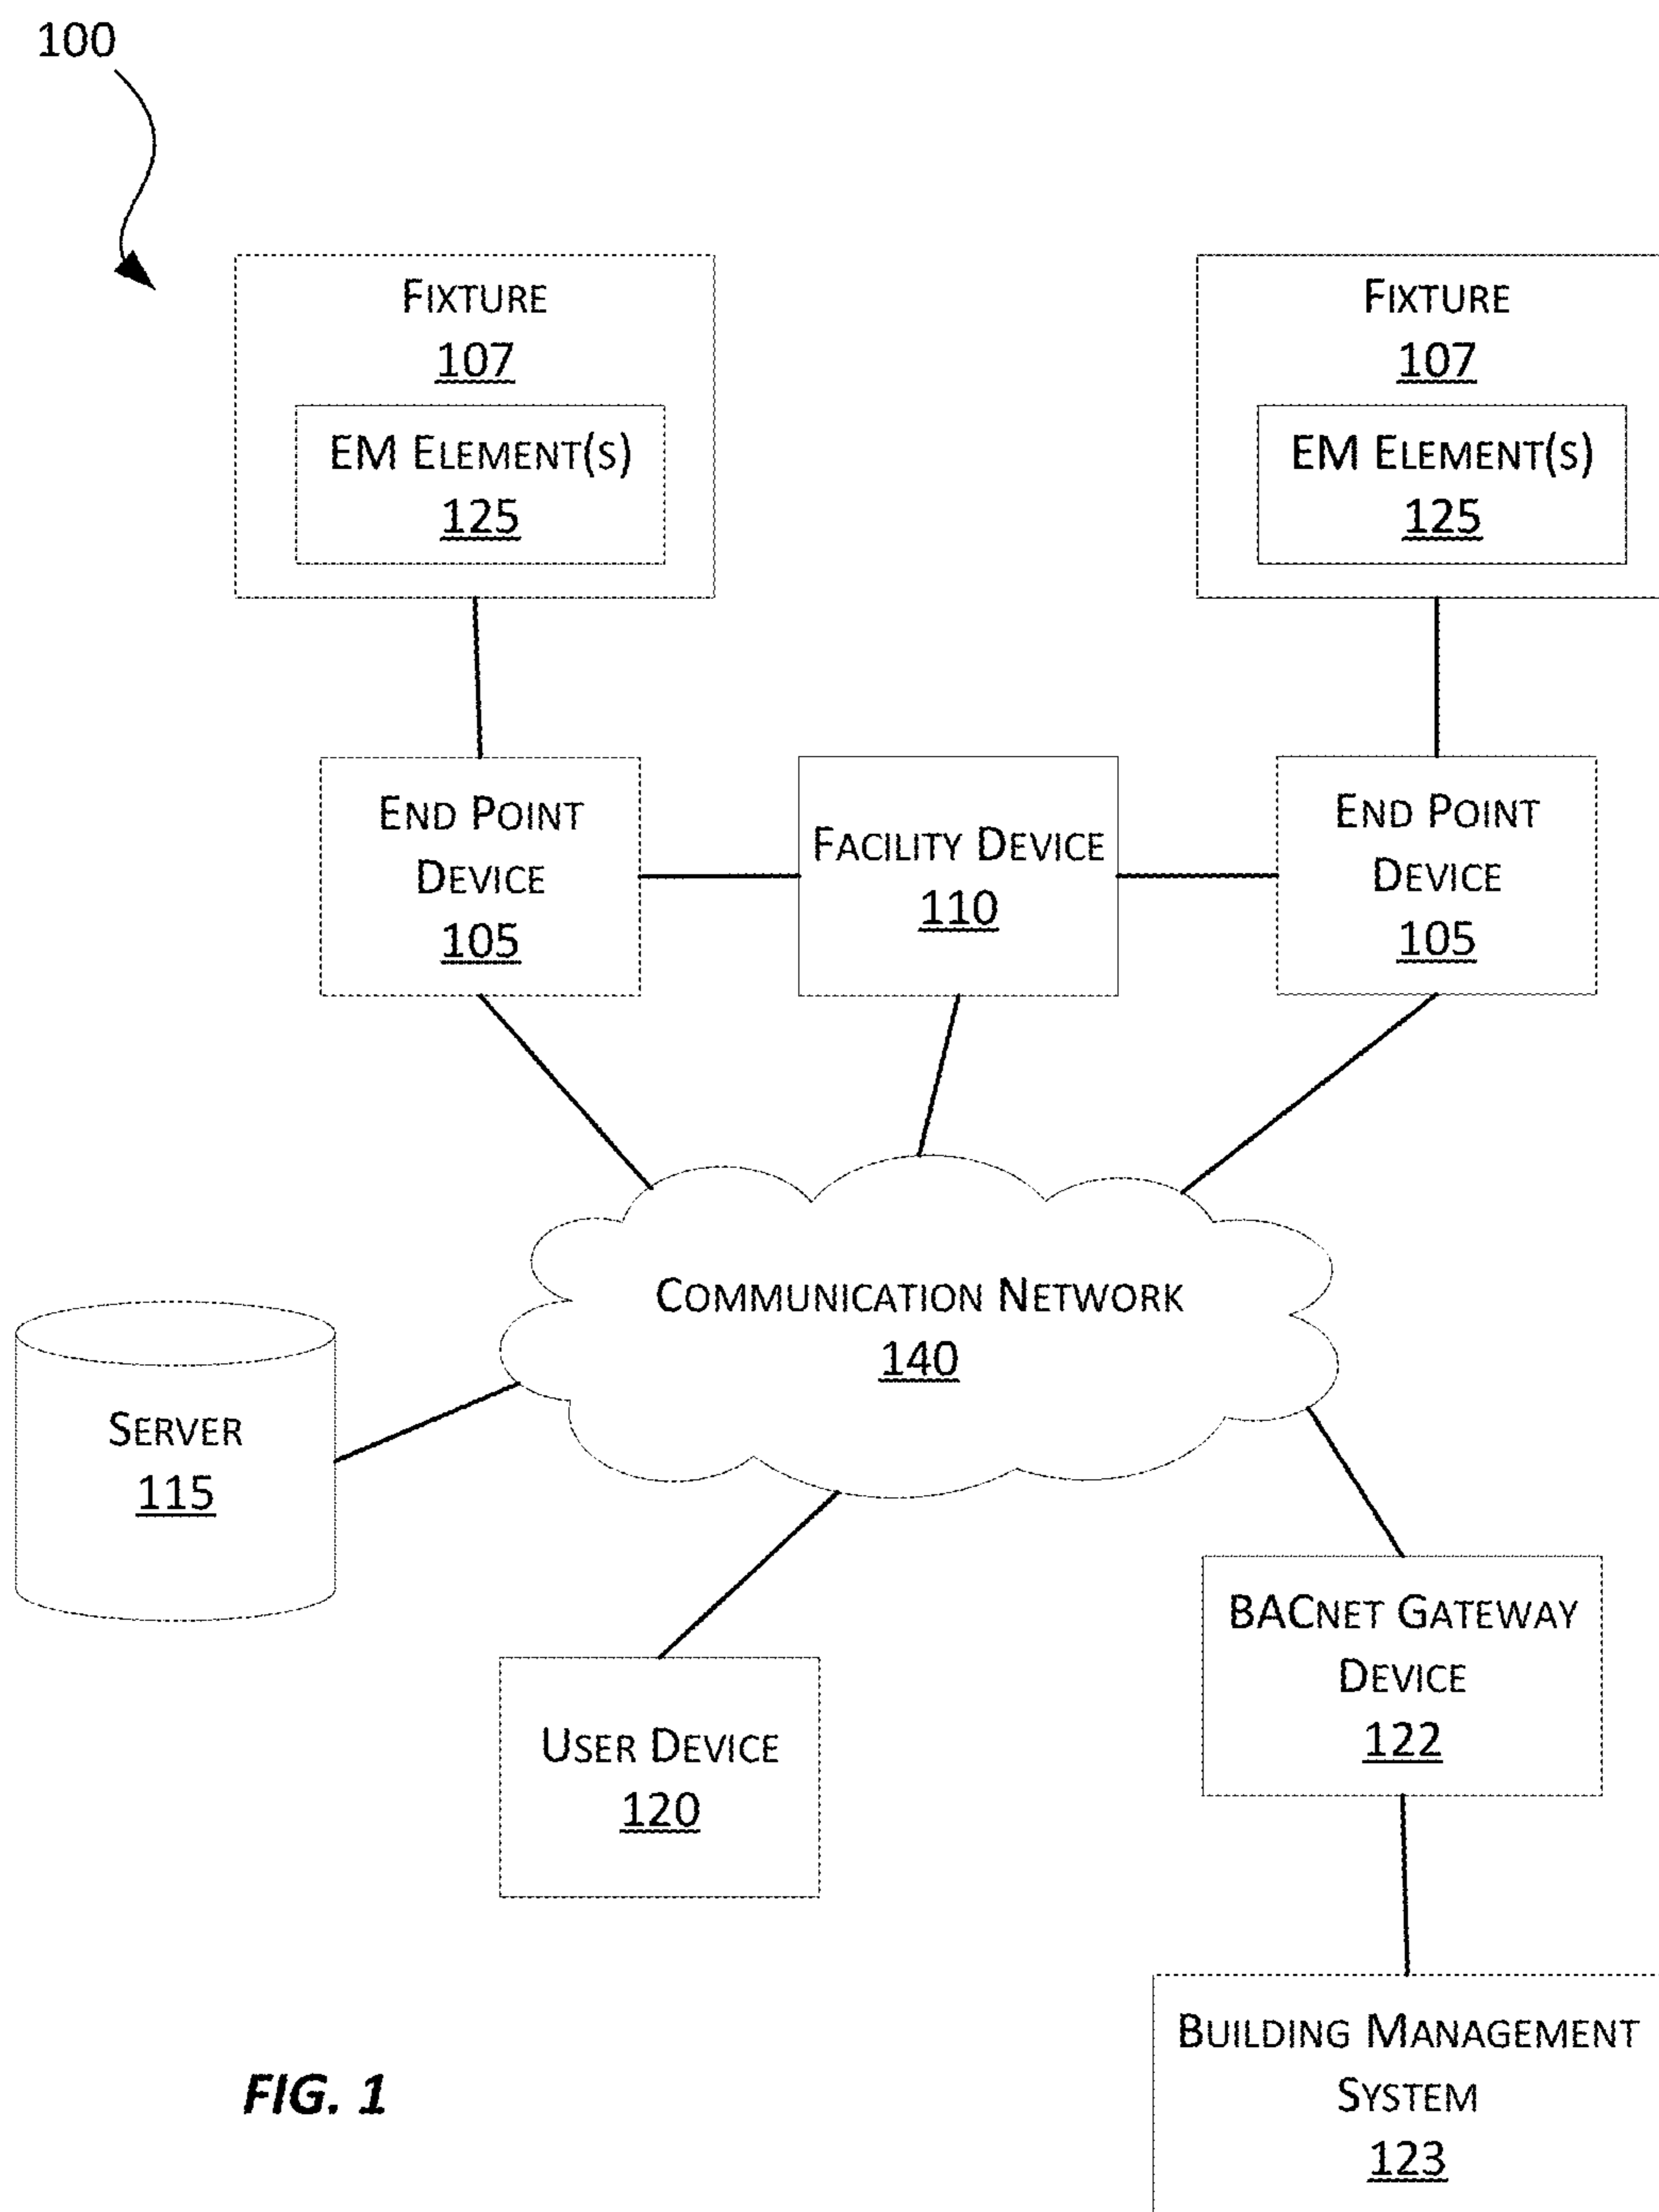 100
FIXTURE
107
EM ELEMENT(S)
125
FIXTURE
107
EM ELEMENT(S)
125
END POINT
DEVICE
105
FACILITY DEVICE
110
END POINT
DEVICE
105
COMMUNICATION NETWORK
140
SERVER
115
USER DEVICE
120
BACNET GATEWAY
DEVICE
122
BUILDING MANAGEMENT
SYSTEM
123
FIG. 1